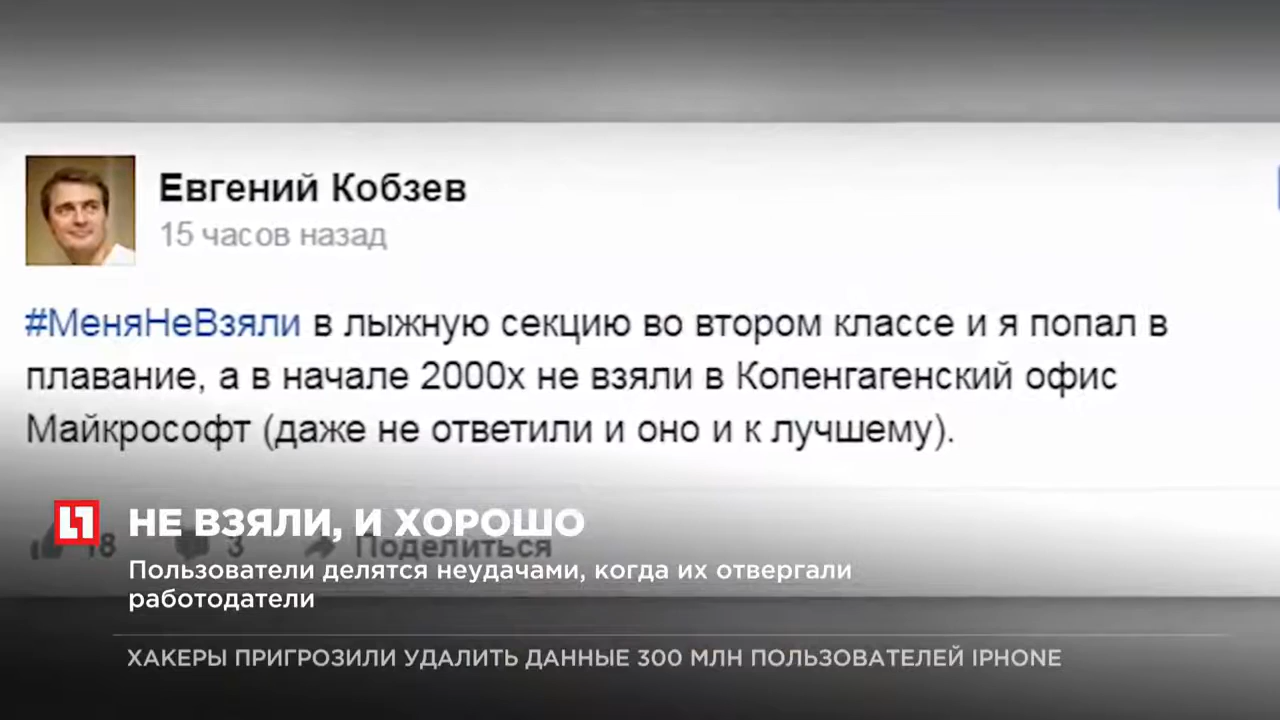 Евгений Кобзев
15 часов назад
#МеняНеВзяли в лыжную секцию во втором классе и я попал в
плавание, а в начале 2000х не взяли в Копенгагенский офис
Майкрософт (даже не ответили и оно и к лучшему).
18 3 Поделиться
НЕ ВЗЯЛИ, И ХОРОШО
Пользователи делятся неудачами, когда их отвергали
работодатели
ХАКЕРЫ ПРИГРОЗИЛИ УДАЛИТЬ ДАННЫЕ 300 МЛН ПОЛЬЗОВАТЕЛЕЙ IPHONE